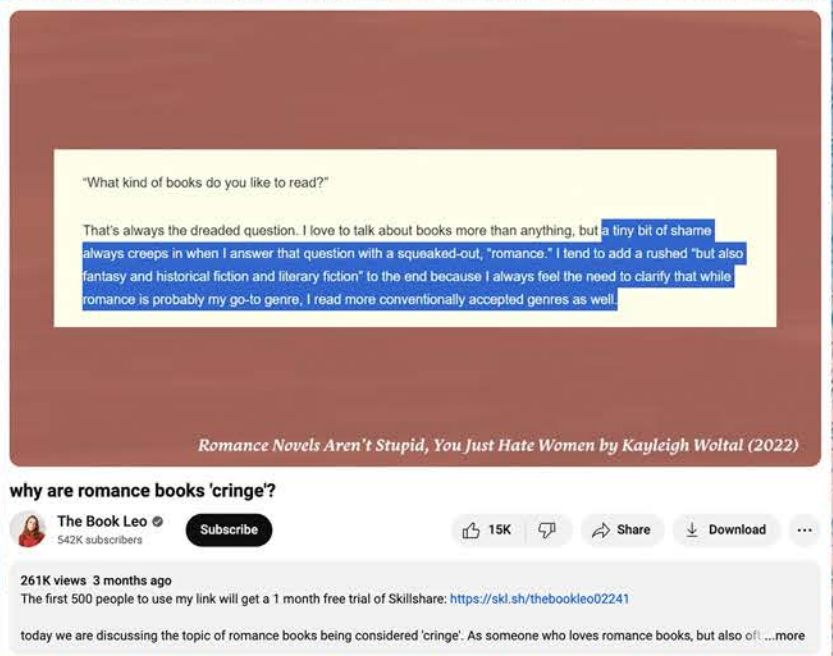 "What kind of books do you like to read?"
That's always the dreaded question. I love to talk about books more than anything, but a tiny bit of shame
always creeps in when I answer that question with a squeaked-out, "romance." I tend to add a rushed "but also
fantasy and historical fiction and literary fiction" to the end because I always feel the need to clarify that while
romance is probably my go-to genre, I read more conventionally accepted genres as well.
Romance Novels Aren't Stupid, You Just Hate Women by Kayleigh Woltal (2022)
why are romance books 'cringe'?
The Book Leo
542K subscribers
Subscribe
15K
Share
Download
261K views 3 months ago
The first 500 people to use my link will get a 1 month free trial of Skillshare: https://skl.sh/thebookleo02241
today we are discussing the topic of romance books being considered 'cringe'. As someone who loves romance books, but also oft ...more